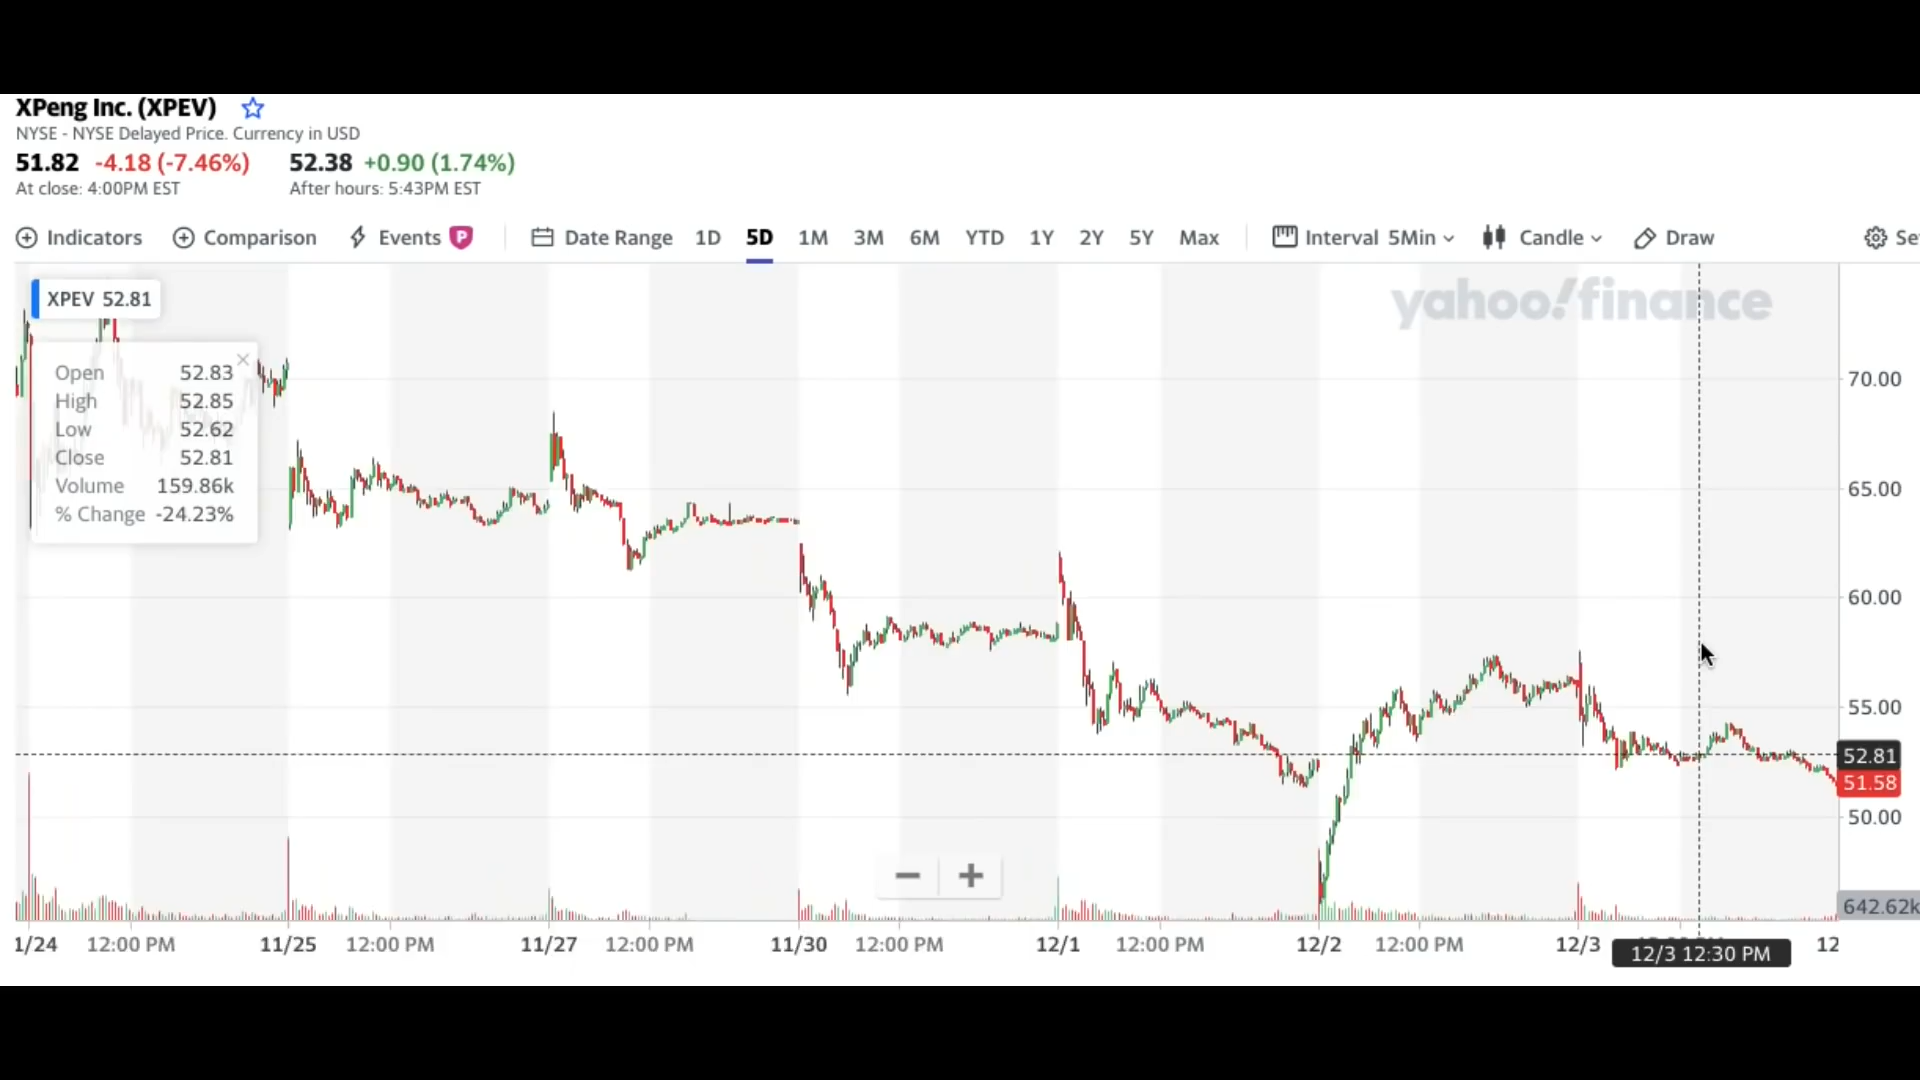 XPeng Inc. (XPEV)
NYSE - NYSE Delayed Price. Currency in USD
51.82 -4.18 (-7.46%) 52.38 +0.90 (1.74%)
At close: 4:00PM EST After hours: 5:43PM EST
Indicators Comparison Events P Date Range 1D 5D 1M 3M 6M YTD 1Y 2Y 5Y Max Interval 5Min Candle Draw Se
XPEV 52.81
yahoo!finance
Open 52.83
High 52.85
Low 52.62
Close 52.81
Volume 159.86k
% Change -24.23%
70.00
65.00
60.00
55.00
52.81
51.58
50.00
642.62k
1/24 12:00 PM 11/25 12:00 PM 11/27 12:00 PM 11/30 12:00 PM 12/1 12:00 PM 12/2 12:00 PM 12/3 12
12/3 12:30 PM